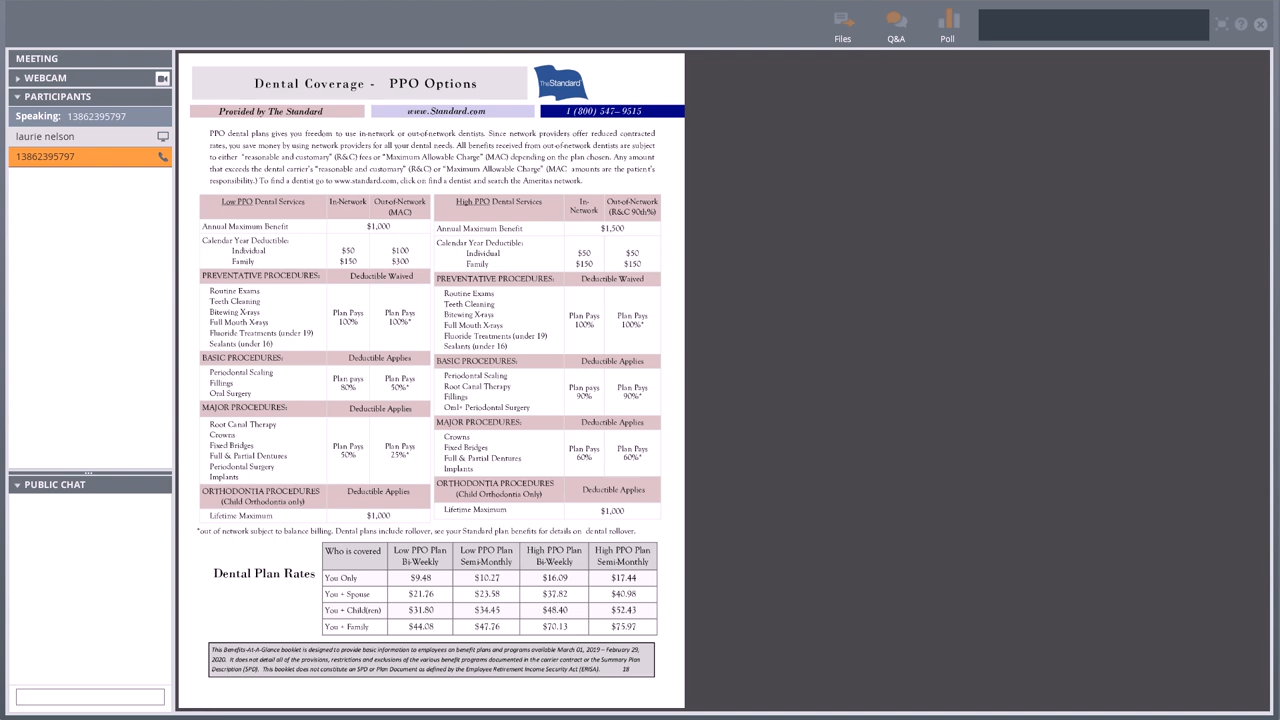 Files
Q&A
Poll
MEETING
WEBCAM
PARTICIPANTS
Speaking: 13862395797
laurie nelson
13862395797
PUBLIC CHAT
Dental Coverage - PPO Options
TheStandard
Provided by The Standard
www.Standard.com
1 (800) 547-9515
PPO dental plans gives you freedom to use in-network or out-of-network dentists. Since network providers offer reduced contracted
rates, you save money by using network providers for all your dental needs. All benefits received from out-of-network dentists are subject
to either "reasonable and customary" (R&C) fees or "Maximum Allowable Charge" (MAC) depending on the plan chosen. Any amount
that exceeds the dental carrier's "reasonable and customary" (R&C) or "Maximum Allowable Charge" (MAC amounts are the patient's
responsibility.) To find a dentist go to www.standard.com, click on find a dentist and search the Ameritas network.
Low PPO Dental Services In-Network Out-of-Network
(MAC)
Annual Maximum Benefit $1,000
Calendar Year Deductible:
Individual $50 $100
Family $150 $300
PREVENTATIVE PROCEDURES: Deductible Waived
Routine Exams
Teeth Cleaning
Bitewing X-rays
Full Mouth X-rays
Fluoride Treatments (under 19)
Sealants (under 16)
Plan Pays Plan Pays
100% 100%*
BASIC PROCEDURES: Deductible Applies
Periodontal Scaling
Fillings
Oral Surgery
Plan pays Plan Pays
80% 50%*
MAJOR PROCEDURES: Deductible Applies
Root Canal Therapy
Crowns
Fixed Bridges
Full & Partial Dentures
Periodontal Surgery
Implants
Plan Pays Plan Pays
50% 25%*
ORTHODONTIA PROCEDURES Deductible Applies
(Child Orthodontia only)
Lifetime Maximum $1,000
High PPO Dental Services In-
Network Out-of-Network
(R&C 90th%)
Annual Maximum Benefit $1,500
Calendar Year Deductible:
Individual $50 $50
Family $150 $150
PREVENTATIVE PROCEDURES: Deductible Waived
Routine Exams
Teeth Cleaning
Bitewing X-rays
Full Mouth X-rays
Fluoride Treatments (under 19)
Sealants (under 16)
Plan Pays Plan Pays
100% 100%*
BASIC PROCEDURES: Deductible Applies
Periodontal Scaling
Root Canal Therapy
Fillings
Oral+ Periodontal Surgery
Plan pays Plan Pays
90% 90%*
MAJOR PROCEDURES: Deductible Applies
Crowns
Fixed Bridges
Full & Partial Dentures
Implants
Plan Pays Plan Pays
60% 60%*
ORTHODONTIA PROCEDURES Deductible Applies
(Child Orthodontia Only)
Lifetime Maximum $1,000
*out of network subject to balance billing. Dental plans include rollover, see your Standard plan benefits for details on dental rollover.
Dental Plan Rates
Who is covered Low PPO Plan Low PPO Plan High PPO Plan High PPO Plan
Bi-Weekly Semi-Monthly Bi-Weekly Semi-Monthly
You Only $9.48 $10.27 $16.09 $17.44
You + Spouse $21.76 $23.58 $37.82 $40.98
You + Child(ren) $31.80 $34.45 $48.40 $52.43
You + Family $44.08 $47.76 $70.13 $75.97
This Benefits-At-A-Glance booklet is designed to provide basic information to employees on benefit plans and programs available March 01, 2019 – February 29,
2020. It does not detail all of the provisions, restrictions and exclusions of the various benefit programs documented in the carrier contract or the Summary Plan
Description (SPD). This booklet does not constitute an SPD or Plan Document as defined by the Employee Retirement Income Security Act (ERISA). 18